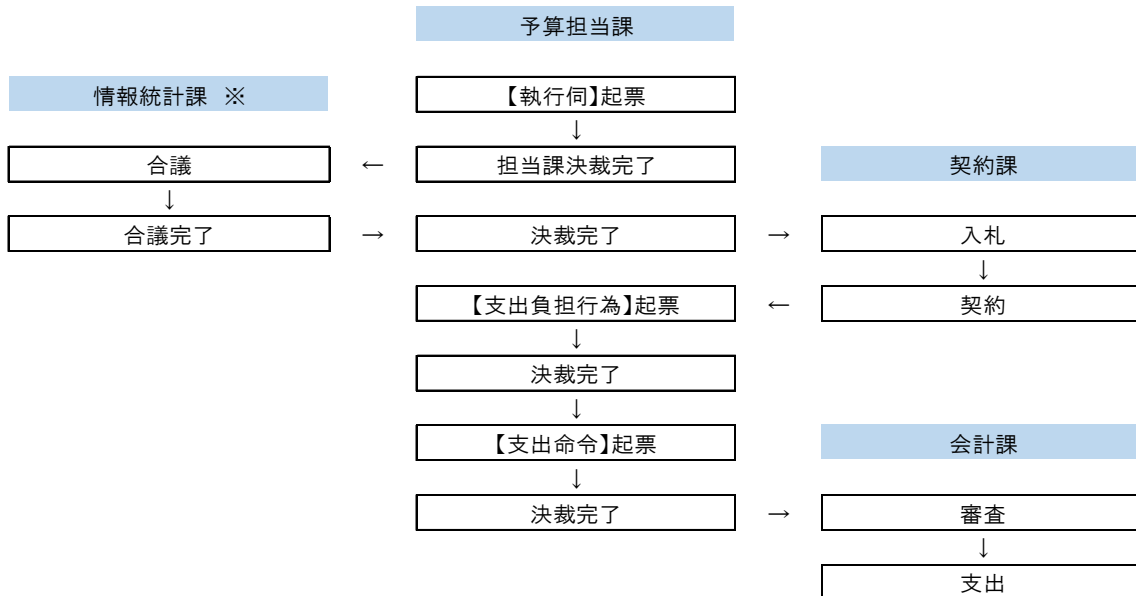 予算担当課
情報統計課　※
【執行伺】起票
↓
合議
←
担当課決裁完了
契約課
↓
合議完了
→
決裁完了
→
入札
↓
【支出負担行為】起票
←
契約
↓
決裁完了
↓
【支出命令】起票
会計課
↓
決裁完了
→
審査
↓
支出